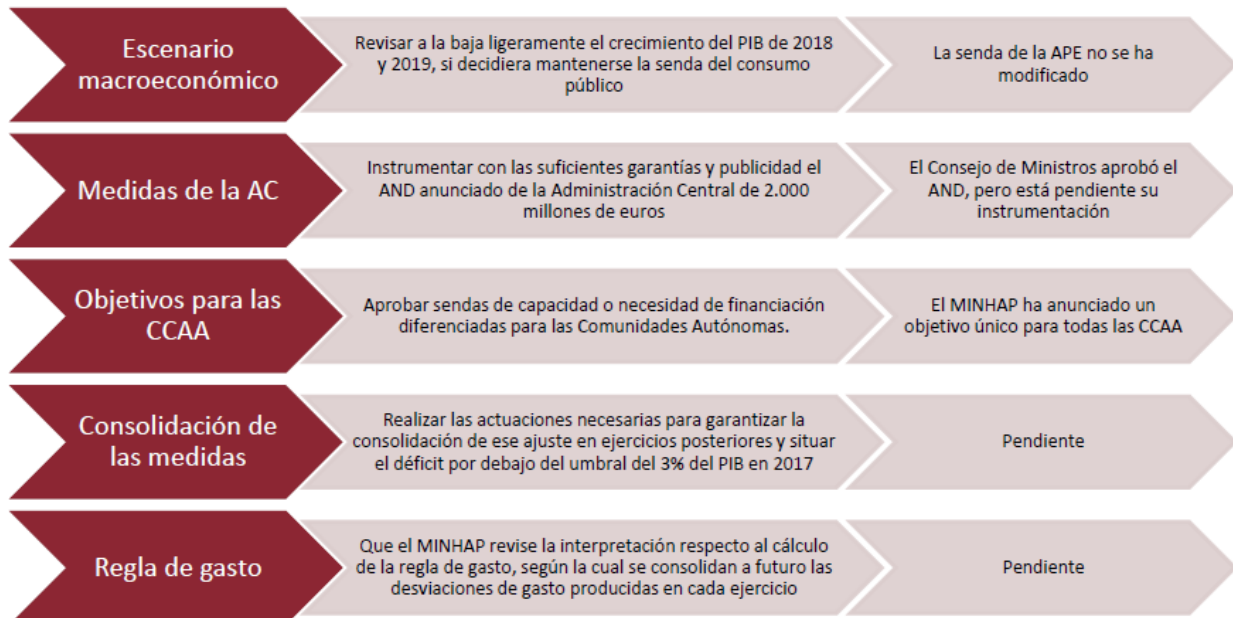 Escenario
macroeconómico
Revisar a la baja ligeramente el crecimiento del PIB de 2018
y 2019, si decidiera mantenerse la senda del consumo
público
La senda de la APE no se ha
modificado
Medidas de la AC
Instrumentar con las suficientes garantías y publicidad el
AND anunciado de la Administración Central de 2.000
millones de euros
El Consejo de Ministros aprobó el
AND, pero está pendiente su
instrumentación
Objetivos para las
CCAA
Aprobar sendas de capacidad o necesidad de financiación
diferenciadas para las Comunidades Autónomas.
El MINHAP ha anunciado un
objetivo único para todas las CCAA
Consolidación de
las medidas
Realizar las actuaciones necesarias para garantizar la
consolidación de ese ajuste en ejercicios posteriores y situar
el déficit por debajo del umbral del 3% del PIB en 2017
Pendiente
Regla de gasto
Que el MINHAP revise la interpretación respecto al cálculo
de la regla de gasto, según la cual se consolidan a futuro las
desviaciones de gasto producidas en cada ejercicio
Pendiente